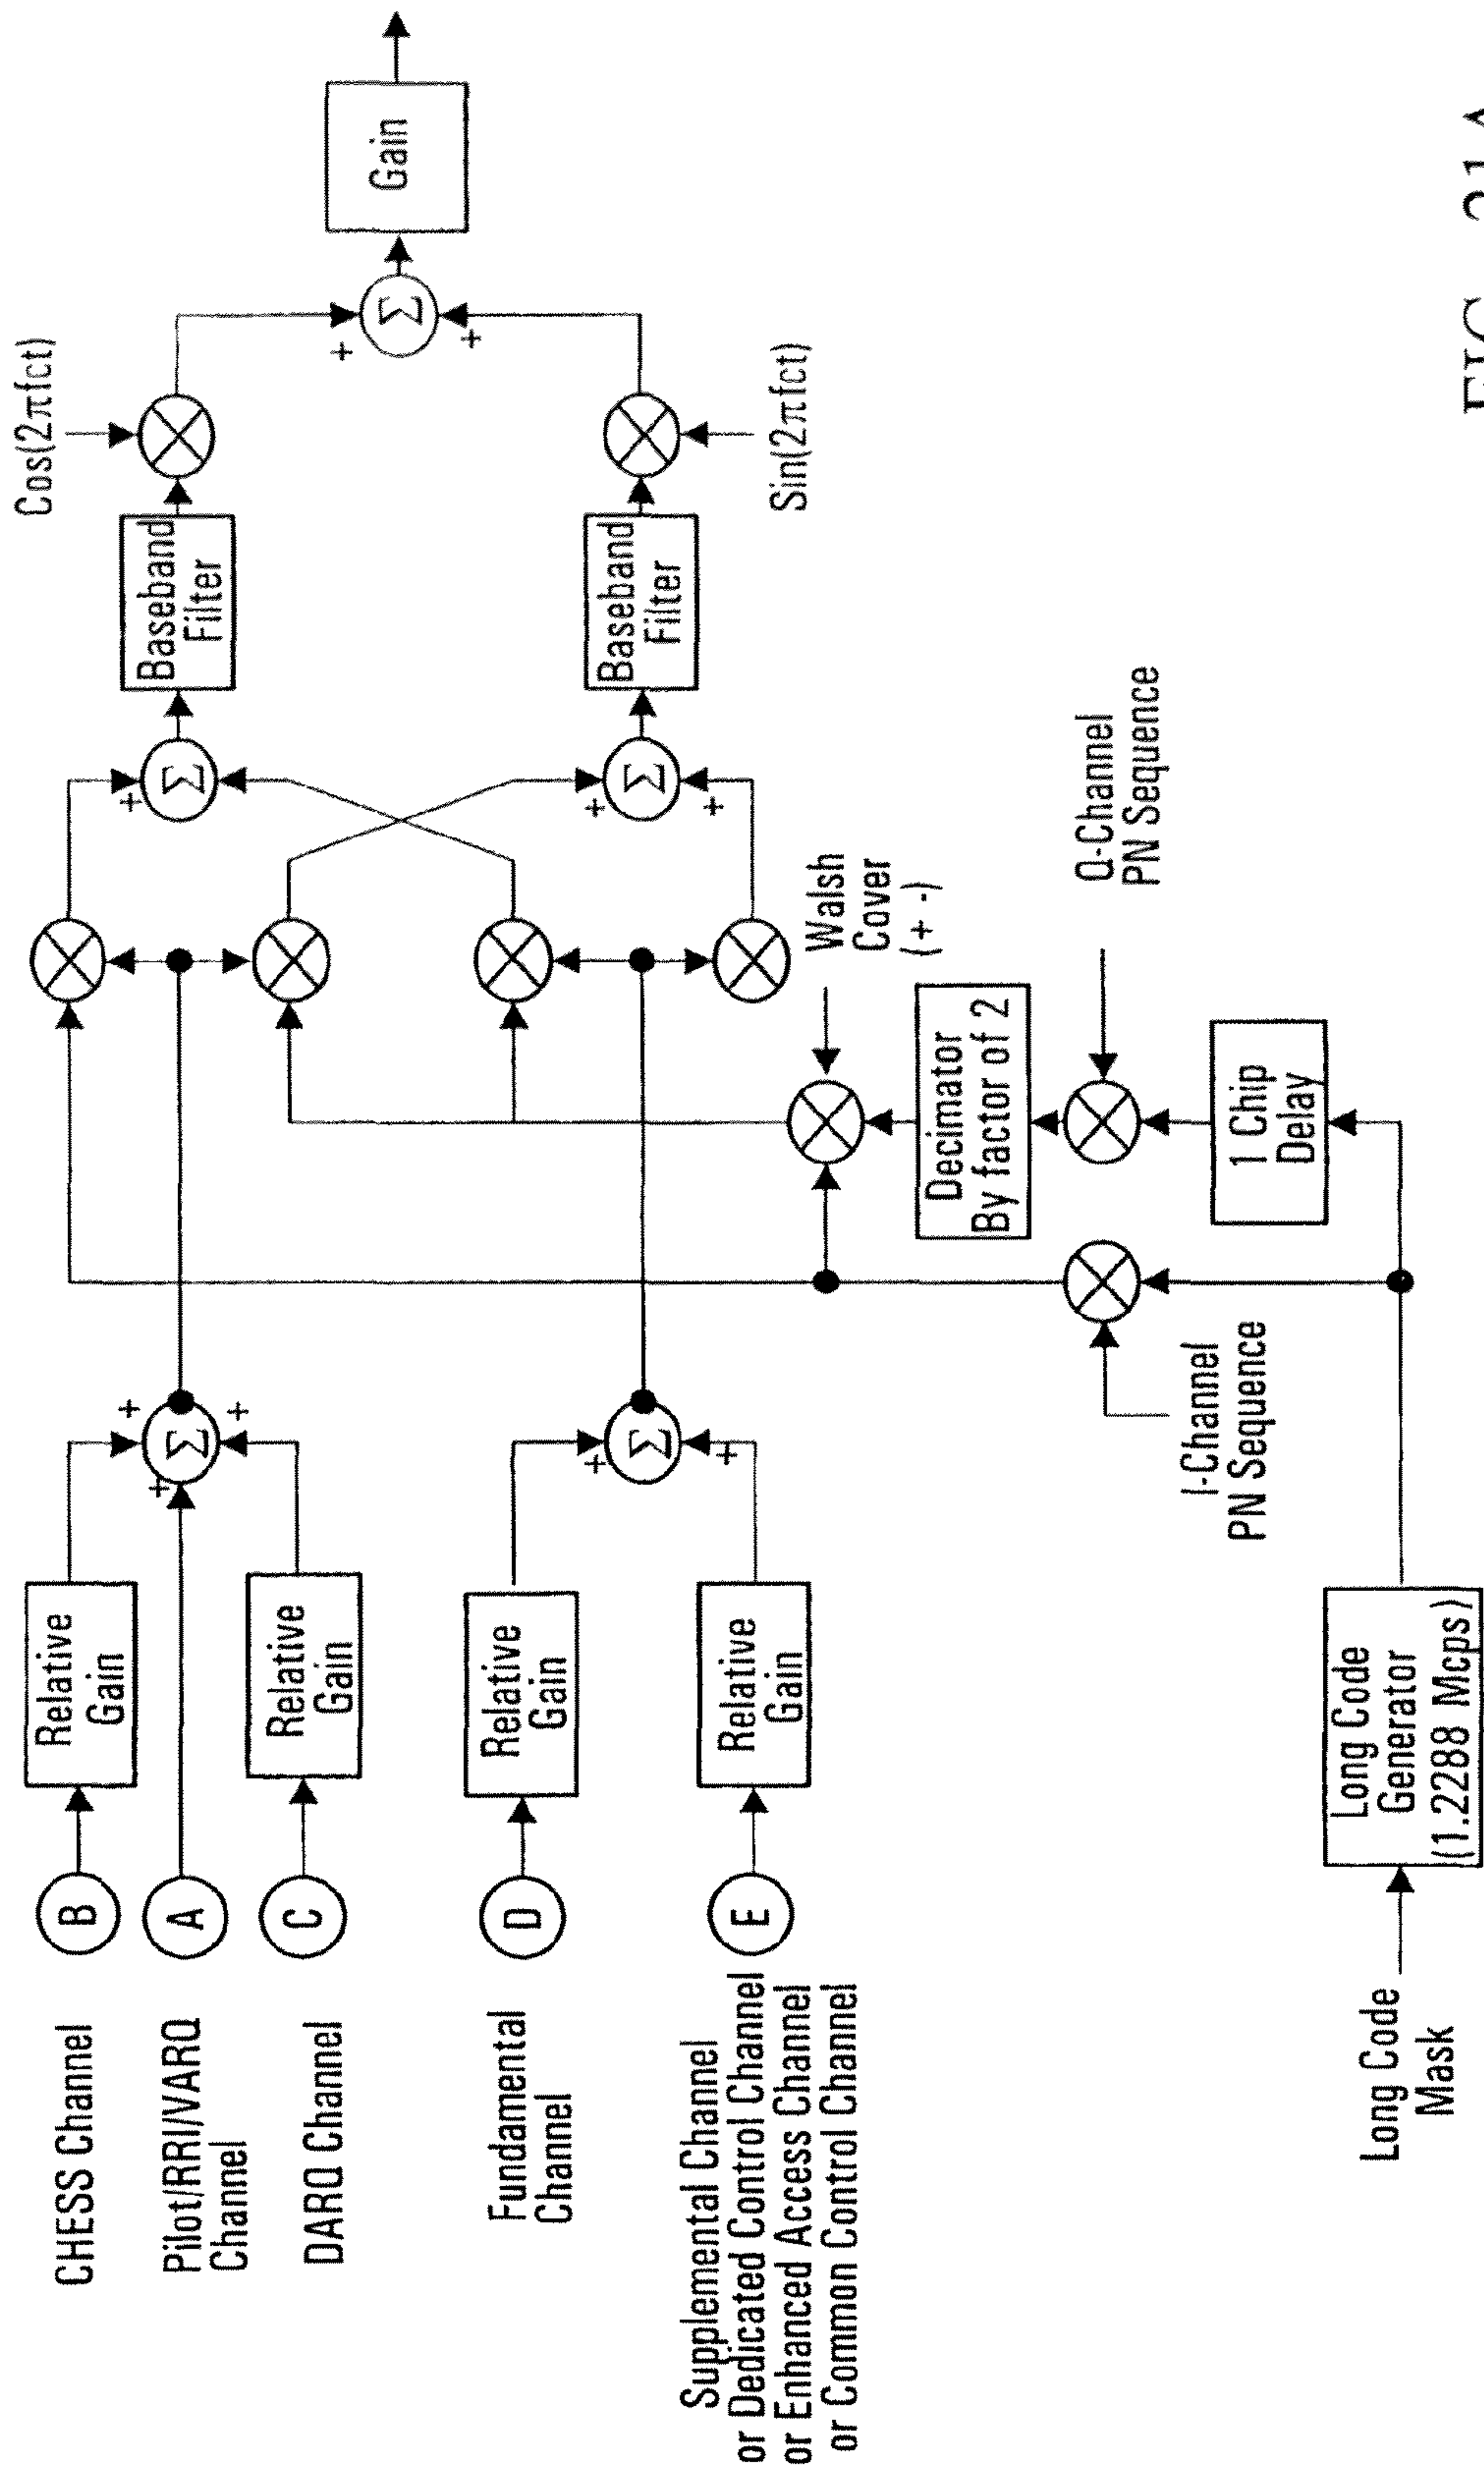 CHESS Channel
B
Relative
Gain
Pilot/RRI/VARQ
Channel
A
DARQ Channel
C
Relative
Gain
+
+
+
Σ
Fundamental
Channel
D
Relative
Gain
Supplemental Channel
or Dedicated Control Channel
or Enhanced Access Channel
or Common Control Channel
E
Relative
Gain
+
+
Σ
Long Code
Mask
Long Code
Generator
(1.2288 Mcps)
I-Channel
PN Sequence
1 Chip
Delay
Q-Channel
PN Sequence
Decimator
By factor of 2
Walsh
Cover
(+ -)
+
Σ
+
+
Σ
Baseband
Filter
Baseband
Filter
Cos(2πfct)
Sin(2πfct)
+
+
Σ
Gain